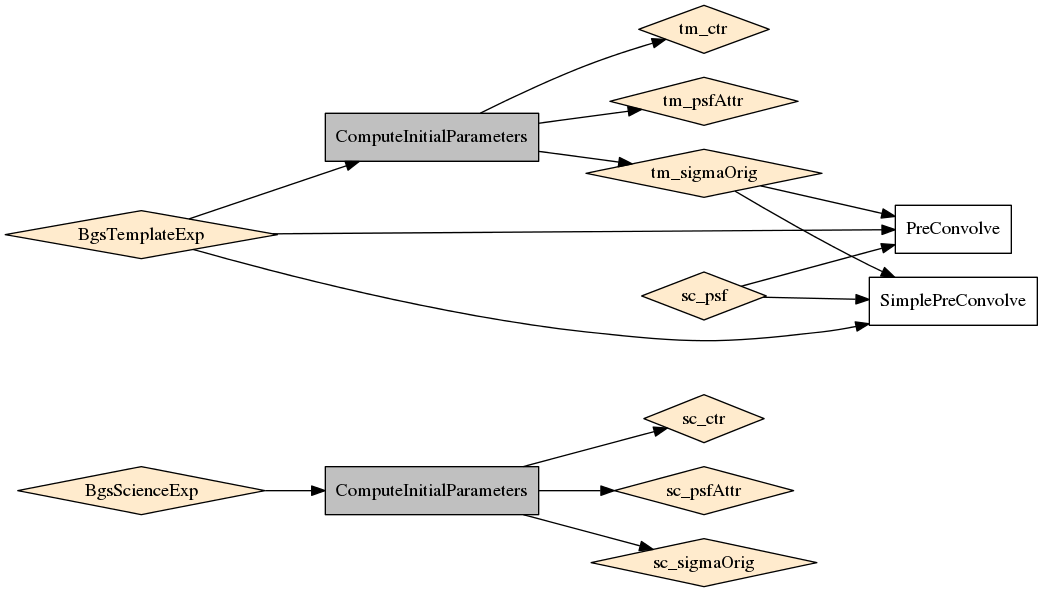 tm_ctr
tm_psfAttr
ComputeInitialParameters
tm_sigmaOrig
BgsTemplateExp
PreConvolve
sc_psf
SimplePreConvolve
sc_ctr
BgsScienceExp
ComputeInitialParameters
sc_psfAttr
sc_sigmaOrig